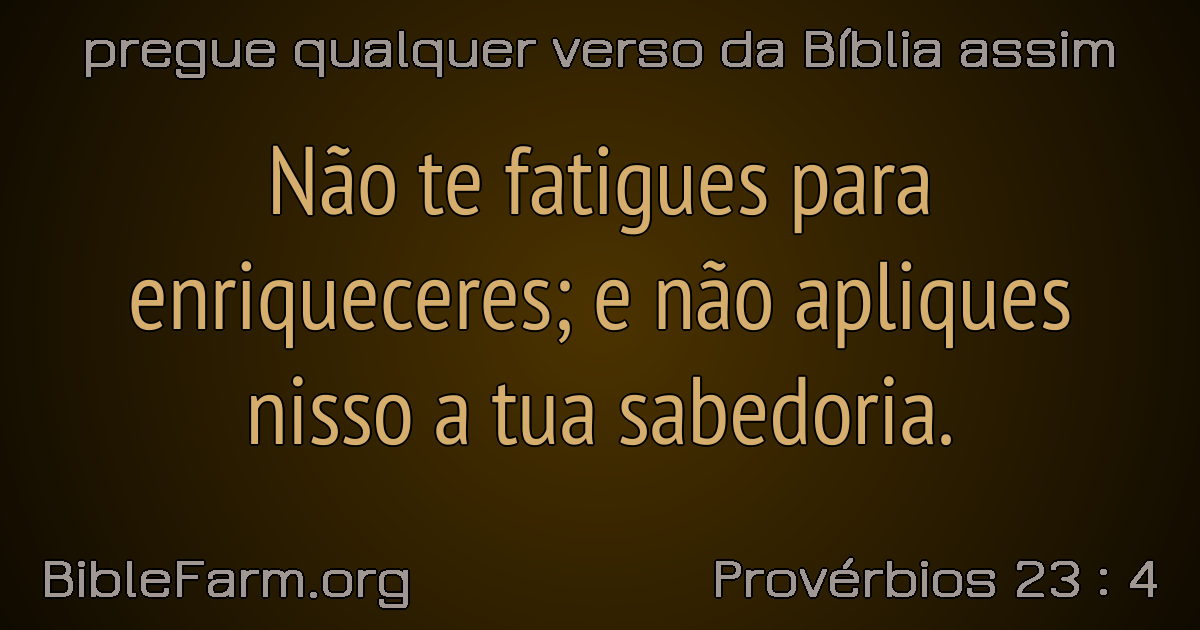 pregue qualquer verso da Bíblia assim
Não te fatigues para
enriqueceres; e não apliques
nisso a tua sabedoria.
BibleFarm.org
Provérbios 23 : 4